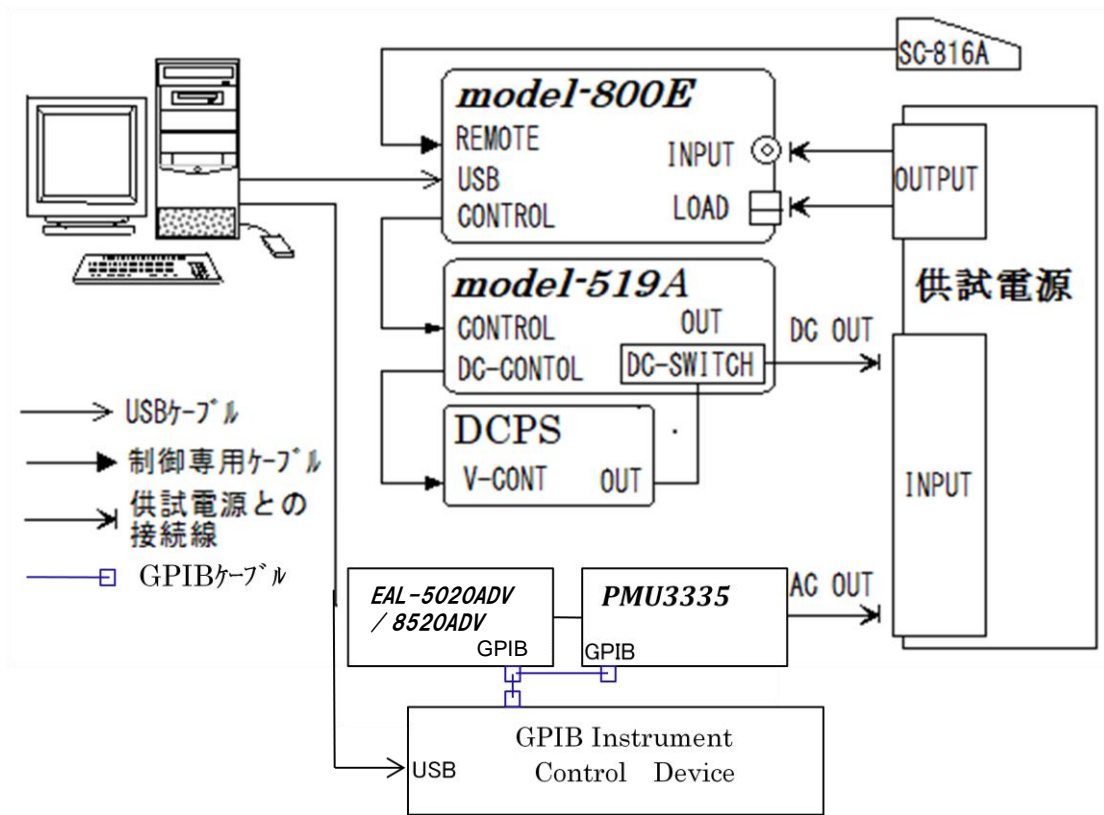 SC-816A
model-800E
REMOTE
INPUT
USB
LOAD
CONTROL
OUTPUT
供試電源
model-519A
CONTROL
OUT
DC OUT
DC-CONTOL
DC-SWITCH
DCPS
V-CONT
OUT
INPUT
USBｹｰﾌﾞﾙ
制御専用ｹｰﾌﾞﾙ
供試電源との
接続線
GPIBｹｰﾌﾞﾙ
EAL-5020ADV
/ 8520ADV
GPIB
PMU3335
GPIB
AC OUT
GPIB Instrument
Control Device
USB